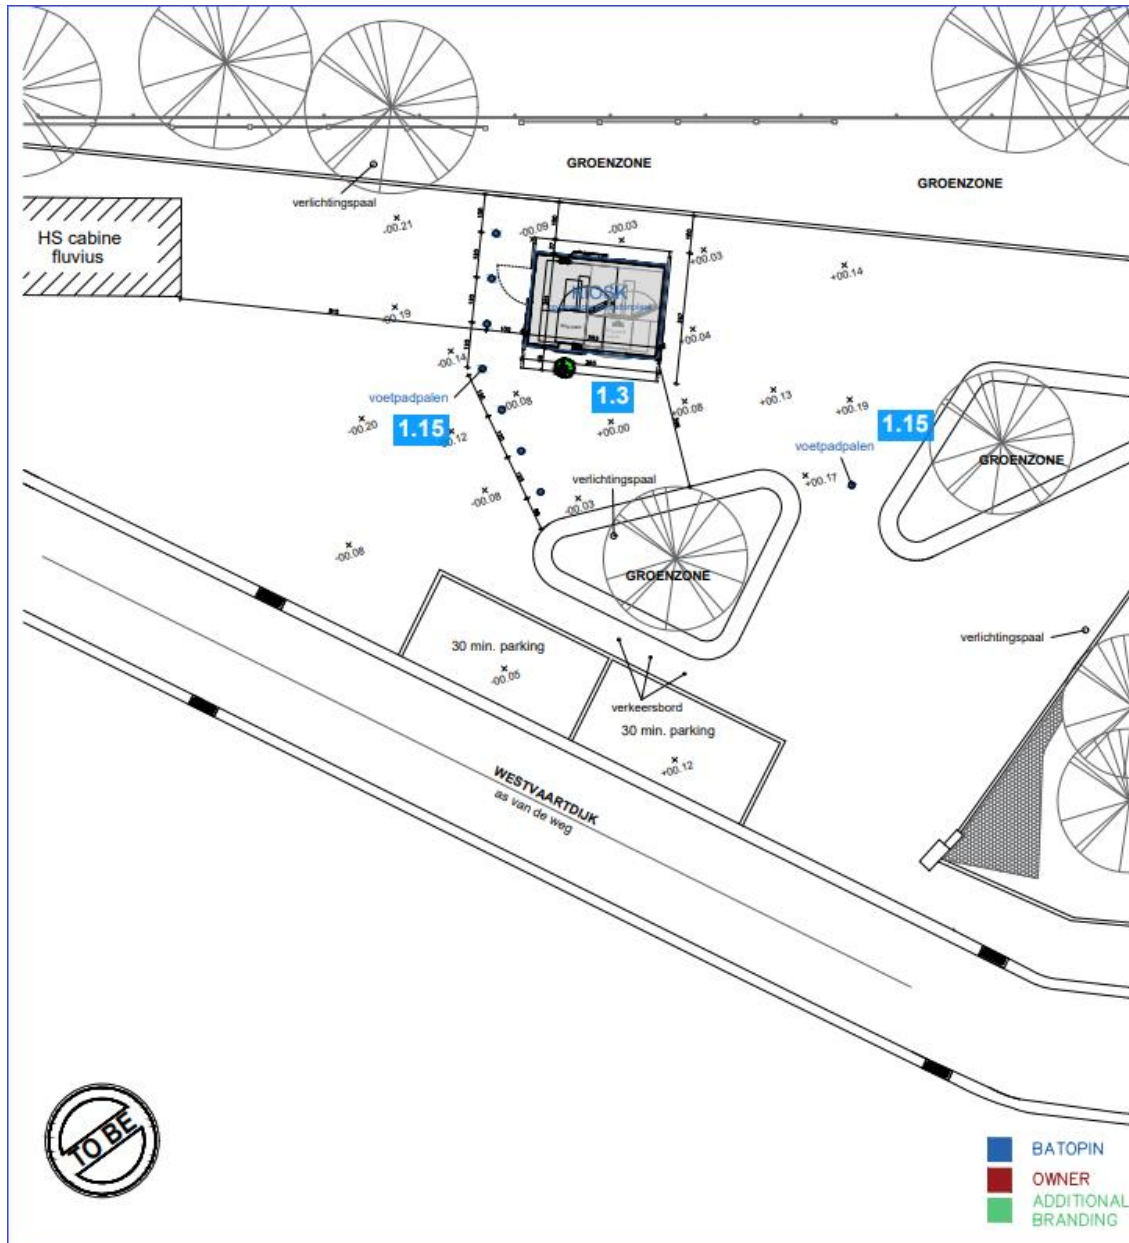 GROENZONE
GROENZONE
verlichtingspaal
-00.21
-00.09
-00.03
HS cabine
fluvius
+00.03
+00.14
KIOSK
-00.19
+00.04
-00.14
voetpadpalen
1.3
+00.13
-00.08
+00.08
+00.19
1.15
1.15
-00.20
+00.00
voetpadpalen
GROENZONE
verlichtingspaal
+00.17
-00.08
-00.03
-00.08
GROENZONE
30 min. parking
verlichtingspaal
-00.05
verkeersbord
30 min. parking
+00.12
WESTVAARTDIJK
as van de weg
TO BE
BATOPIN
OWNER
ADDITIONAL
BRANDING